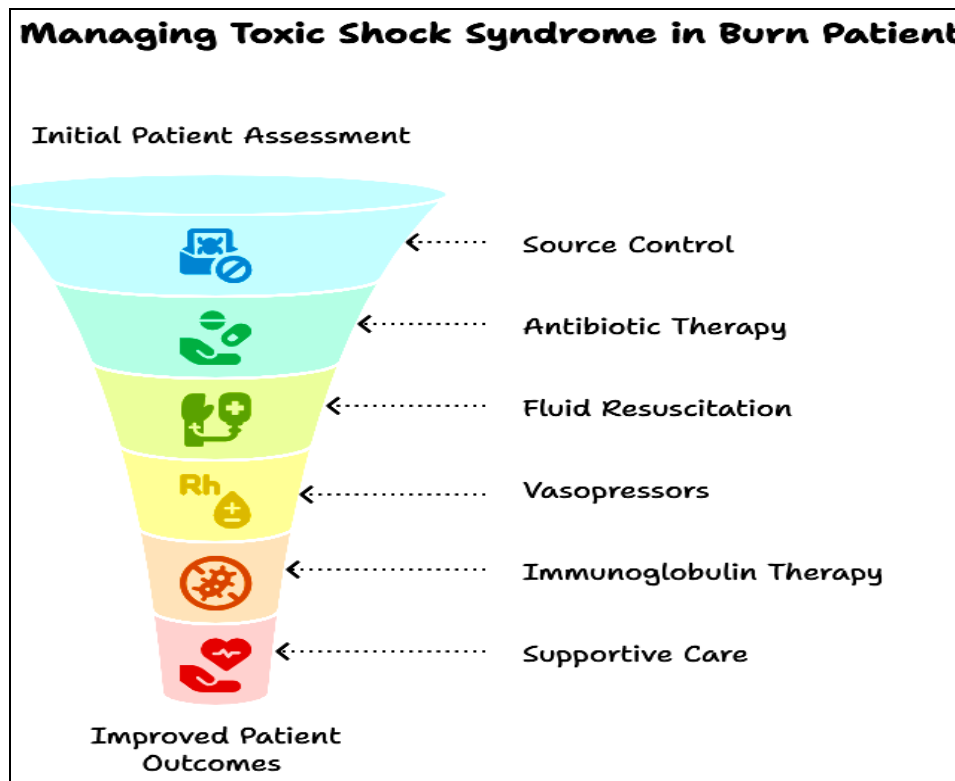 Managing Toxic Shock Syndrome in Burn Patient
Initial Patient Assessment
Source Control
Antibiotic Therapy
Fluid Resuscitation
Rh
Vasopressors
Immunoglobulin Therapy
Supportive Care
Improved Patient
Outcomes